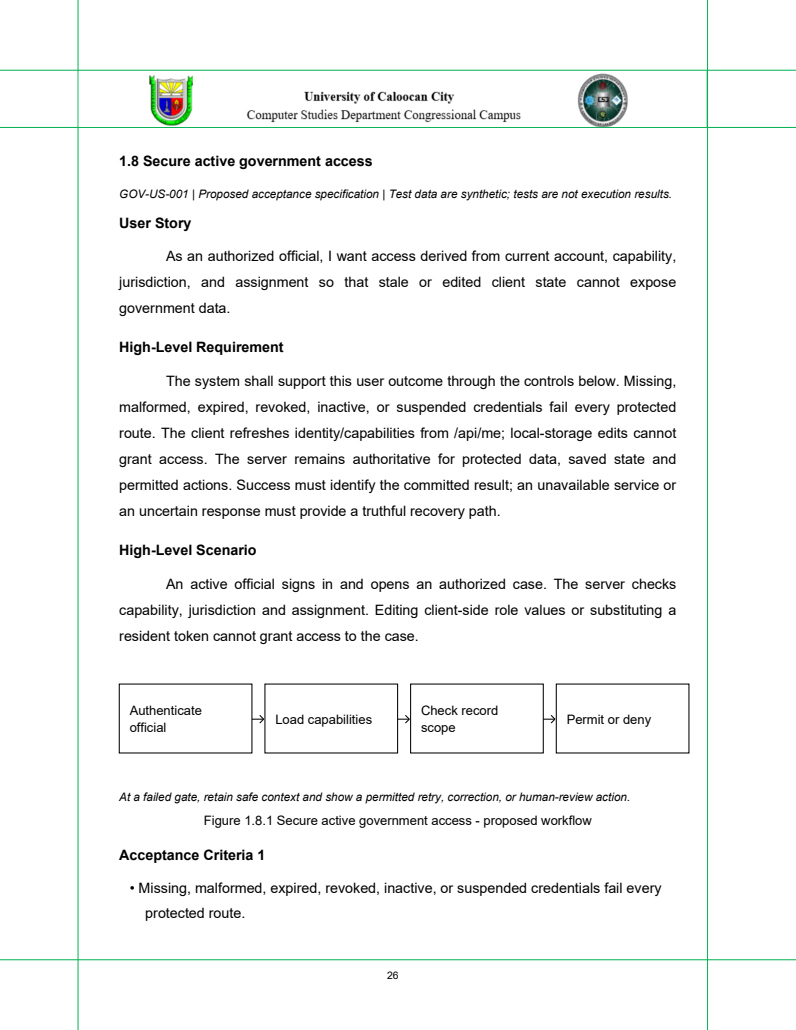 University of Caloocan City
Computer Studies Department Congressional Campus
1.8 Secure active government access
GOV-US-001 | Proposed acceptance specification | Test data are synthetic; tests are not execution results.
User Story
As an authorized official, I want access derived from current account, capability,
jurisdiction, and assignment so that stale or edited client state cannot expose
government data.
High-Level Requirement
The system shall support this user outcome through the controls below. Missing,
malformed, expired, revoked, inactive, or suspended credentials fail every protected
route. The client refreshes identity/capabilities from /api/me; local-storage edits cannot
grant access. The server remains authoritative for protected data, saved state and
permitted actions. Success must identify the committed result; an unavailable service or
an uncertain response must provide a truthful recovery path.
High-Level Scenario
An active official signs in and opens an authorized case. The server checks
capability, jurisdiction and assignment. Editing client-side role values or substituting a
resident token cannot grant access to the case.
Authenticate
official
Load capabilities
Check record
scope
Permit or deny
At a failed gate, retain safe context and show a permitted retry, correction, or human-review action.
Figure 1.8.1 Secure active government access - proposed workflow
Acceptance Criteria 1
• Missing, malformed, expired, revoked, inactive, or suspended credentials fail every
protected route.
26